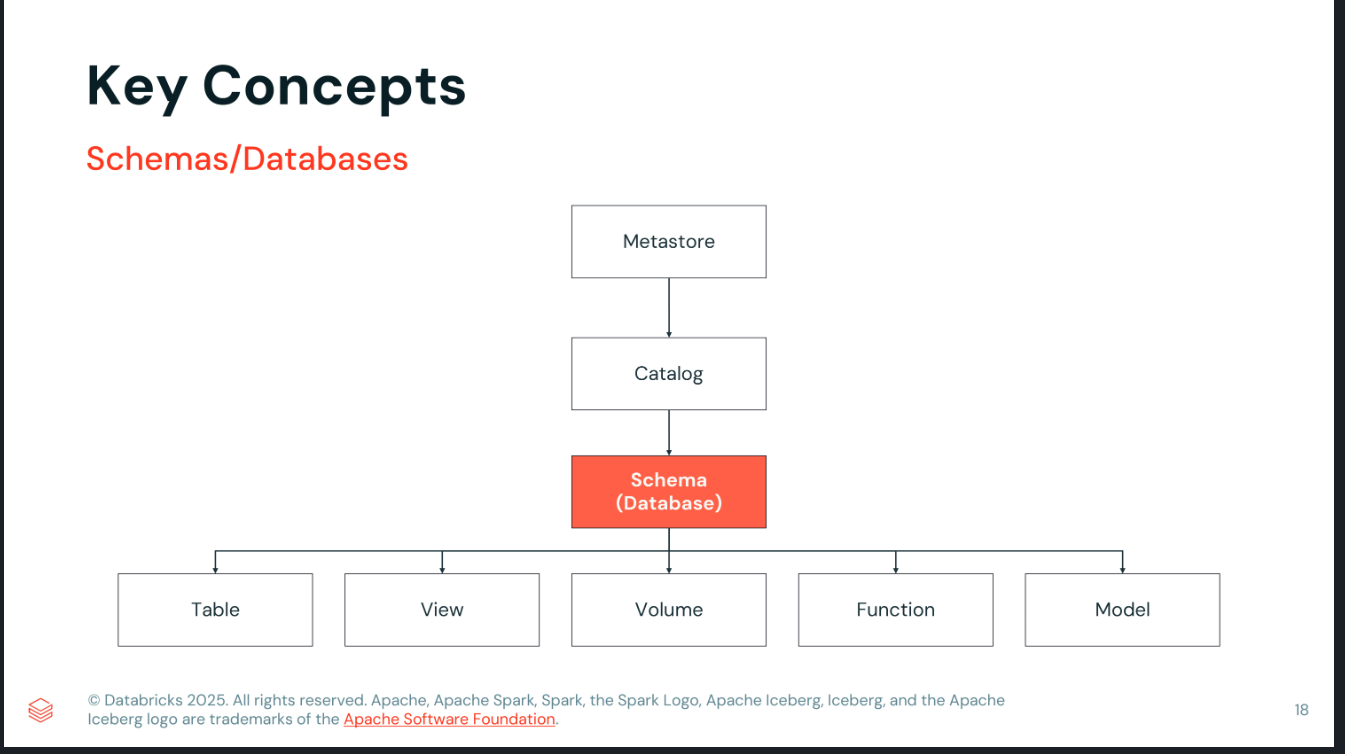 Key Concepts
Schemas/Databases
Metastore
Catalog
Schema
(Database)
Table
View
Volume
Function
Model
© Databricks 2025. All rights reserved. Apache, Apache Spark, Spark, the Spark Logo, Apache Iceberg, Iceberg, and the Apache
Iceberg logo are trademarks of the Apache Software Foundation.
18